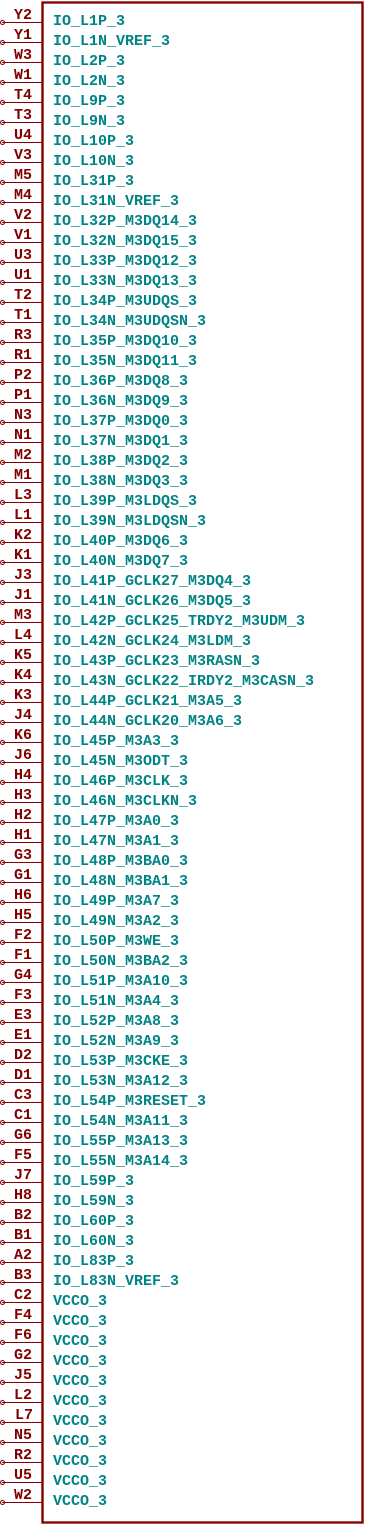 Y2 IO_L1P_3
Y1 IO_L1N_VREF_3
W3 IO_L2P_3
W1 IO_L2N_3
T4 IO_L9P_3
T3 IO_L9N_3
U4 IO_L10P_3
V3 IO_L10N_3
M5 IO_L31P_3
M4 IO_L31N_VREF_3
V2 IO_L32P_M3DQ14_3
V1 IO_L32N_M3DQ15_3
U3 IO_L33P_M3DQ12_3
U1 IO_L33N_M3DQ13_3
T2 IO_L34P_M3UDQS_3
T1 IO_L34N_M3UDQSN_3
R3 IO_L35P_M3DQ10_3
R1 IO_L35N_M3DQ11_3
P2 IO_L36P_M3DQ8_3
P1 IO_L36N_M3DQ9_3
N3 IO_L37P_M3DQ0_3
N1 IO_L37N_M3DQ1_3
M2 IO_L38P_M3DQ2_3
M1 IO_L38N_M3DQ3_3
L3 IO_L39P_M3LDQS_3
L1 IO_L39N_M3LDQSN_3
K2 IO_L40P_M3DQ6_3
K1 IO_L40N_M3DQ7_3
J3 IO_L41P_GCLK27_M3DQ4_3
J1 IO_L41N_GCLK26_M3DQ5_3
M3 IO_L42P_GCLK25_TRDY2_M3UDM_3
L4 IO_L42N_GCLK24_M3LDM_3
K5 IO_L43P_GCLK23_M3RASN_3
K4 IO_L43N_GCLK22_IRDY2_M3CASN_3
K3 IO_L44P_GCLK21_M3A5_3
J4 IO_L44N_GCLK20_M3A6_3
K6 IO_L45P_M3A3_3
J6 IO_L45N_M3ODT_3
H4 IO_L46P_M3CLK_3
H3 IO_L46N_M3CLKN_3
H2 IO_L47P_M3A0_3
H1 IO_L47N_M3A1_3
G3 IO_L48P_M3BA0_3
G1 IO_L48N_M3BA1_3
H6 IO_L49P_M3A7_3
H5 IO_L49N_M3A2_3
F2 IO_L50P_M3WE_3
F1 IO_L50N_M3BA2_3
G4 IO_L51P_M3A10_3
F3 IO_L51N_M3A4_3
E3 IO_L52P_M3A8_3
E1 IO_L52N_M3A9_3
D2 IO_L53P_M3CKE_3
D1 IO_L53N_M3A12_3
C3 IO_L54P_M3RESET_3
C1 IO_L54N_M3A11_3
G6 IO_L55P_M3A13_3
F5 IO_L55N_M3A14_3
J7 IO_L59P_3
H8 IO_L59N_3
B2 IO_L60P_3
B1 IO_L60N_3
A2 IO_L83P_3
B3 IO_L83N_VREF_3
C2 VCCO_3
F4 VCCO_3
F6 VCCO_3
G2 VCCO_3
J5 VCCO_3
L2 VCCO_3
L7 VCCO_3
N5 VCCO_3
R2 VCCO_3
U5 VCCO_3
W2 VCCO_3